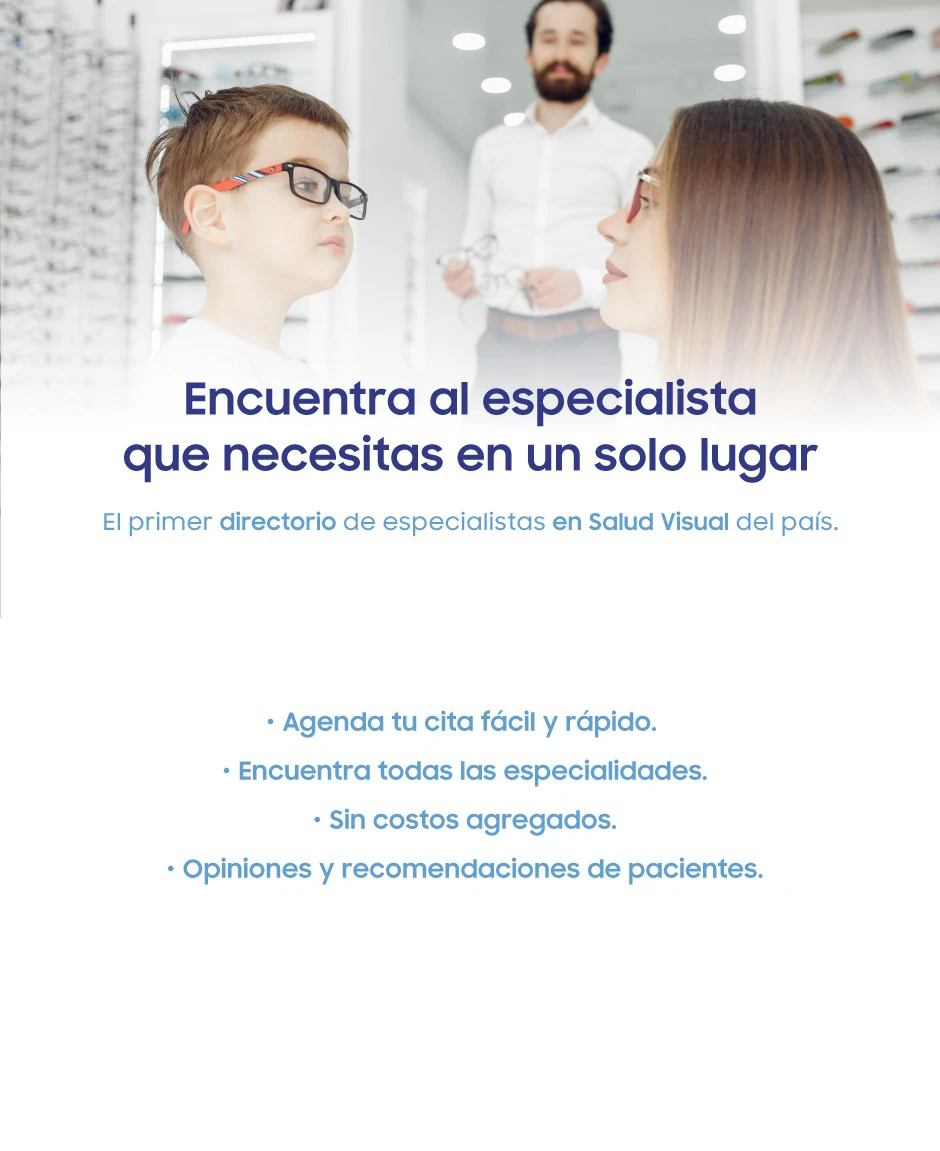 Encuentra al especialista
que necesitas en un solo lugar
El primer directorio de especialistas en Salud Visual del país.
• Agenda tu cita fácil y rápido.
• Encuentra todas las especialidades.
• Sin costos agregados.
• Opiniones y recomendaciones de pacientes.